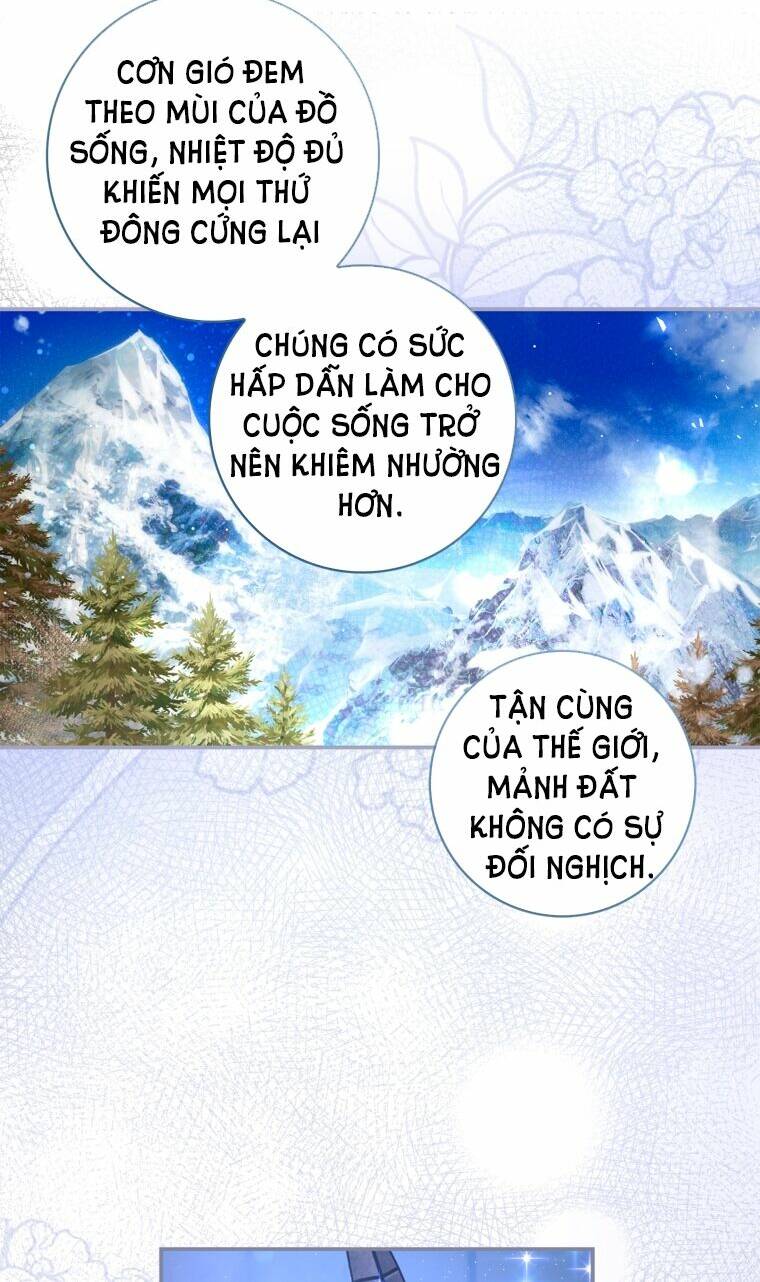 CƠN GIÓ ĐEM
THEO MÙI CỦA ĐỒ
SỐNG, NHIỆT ĐỘ ĐỦ
KHIẾN MỌI THỨ
ĐÔNG CỨNG LẠI
CHÚNG CÓ SỨC
HẤP DẪN LÀM CHO
CUỘC SỐNG TRỞ
NÊN KHIÊM NHƯỜNG
HƠN.
TẬN CÙNG
CỦA THẾ GIỚI,
MẢNH ĐẤT
KHÔNG CÓ SỰ
ĐỐI NGHỊCH.